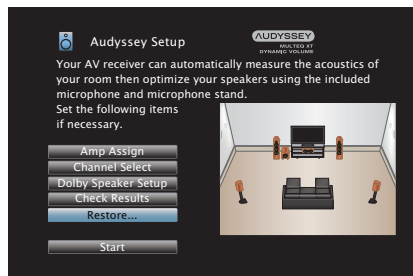 Audyssey Setup
AUDYSSEY
MULTEQ XT
DYNAMIC VOLUME
Your AV receiver can automatically measure the acoustics of
your room then optimize your speakers using the included
microphone and microphone stand.
Set the following items
if necessary.
Amp Assign
Channel Select
Dolby Speaker Setup
Check Results
Restore...
Start